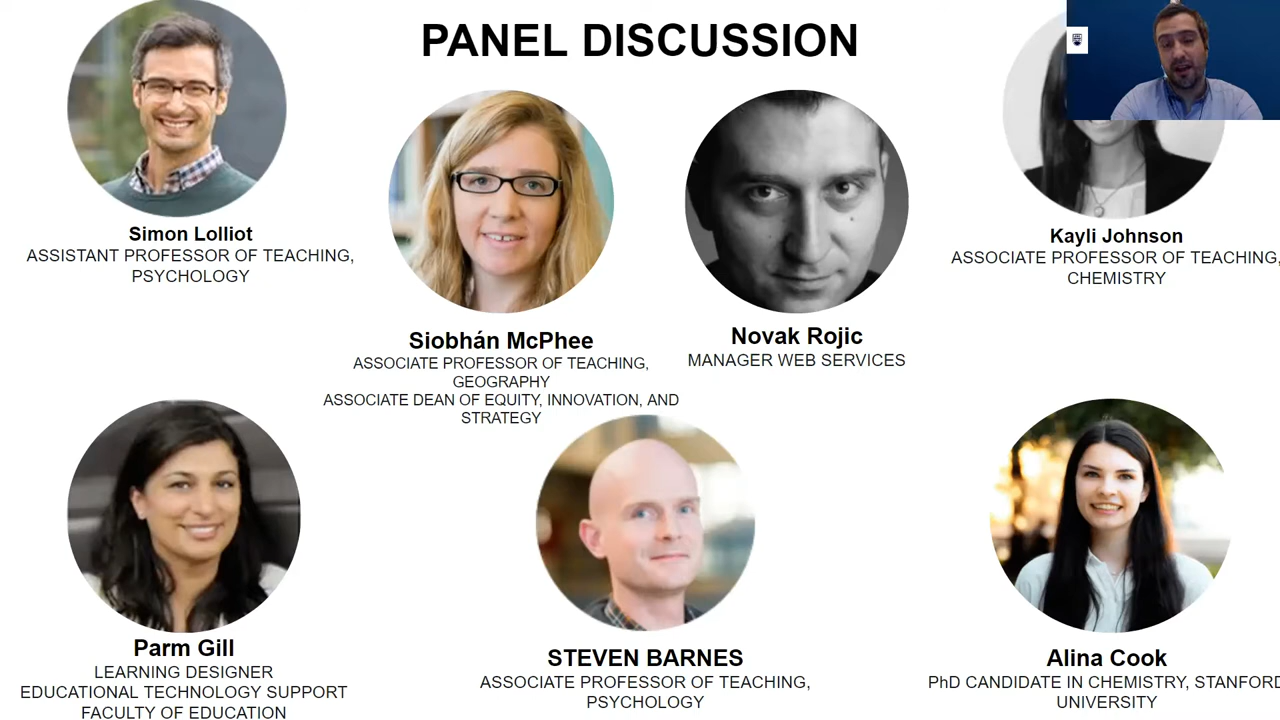 PANEL DISCUSSION
Simon Lolliot
ASSISTANT PROFESSOR OF TEACHING,
PSYCHOLOGY
Siobhán McPhee
ASSOCIATE PROFESSOR OF TEACHING,
GEOGRAPHY
ASSOCIATE DEAN OF EQUITY, INNOVATION, AND
STRATEGY
Novak Rojic
MANAGER WEB SERVICES
Kayli Johnson
ASSOCIATE PROFESSOR OF TEACHING,
CHEMISTRY
Parm Gill
LEARNING DESIGNER
EDUCATIONAL TECHNOLOGY SUPPORT
FACULTY OF EDUCATION
STEVEN BARNES
ASSOCIATE PROFESSOR OF TEACHING,
PSYCHOLOGY
Alina Cook
PhD CANDIDATE IN CHEMISTRY, STANFORD
UNIVERSITY